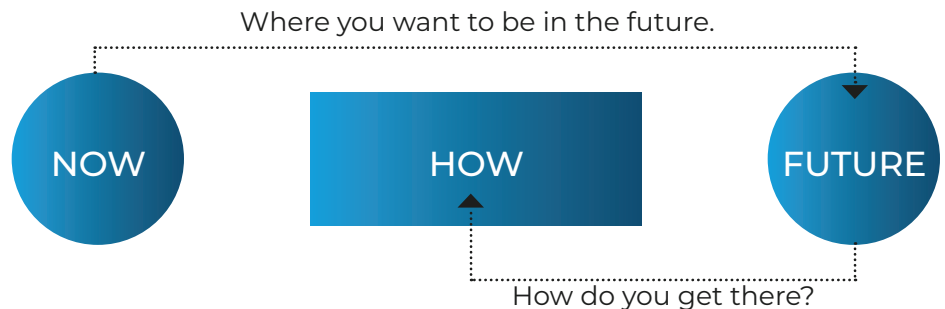 Where you want to be in the future.
NOW
HOW
FUTURE
How do you get there?